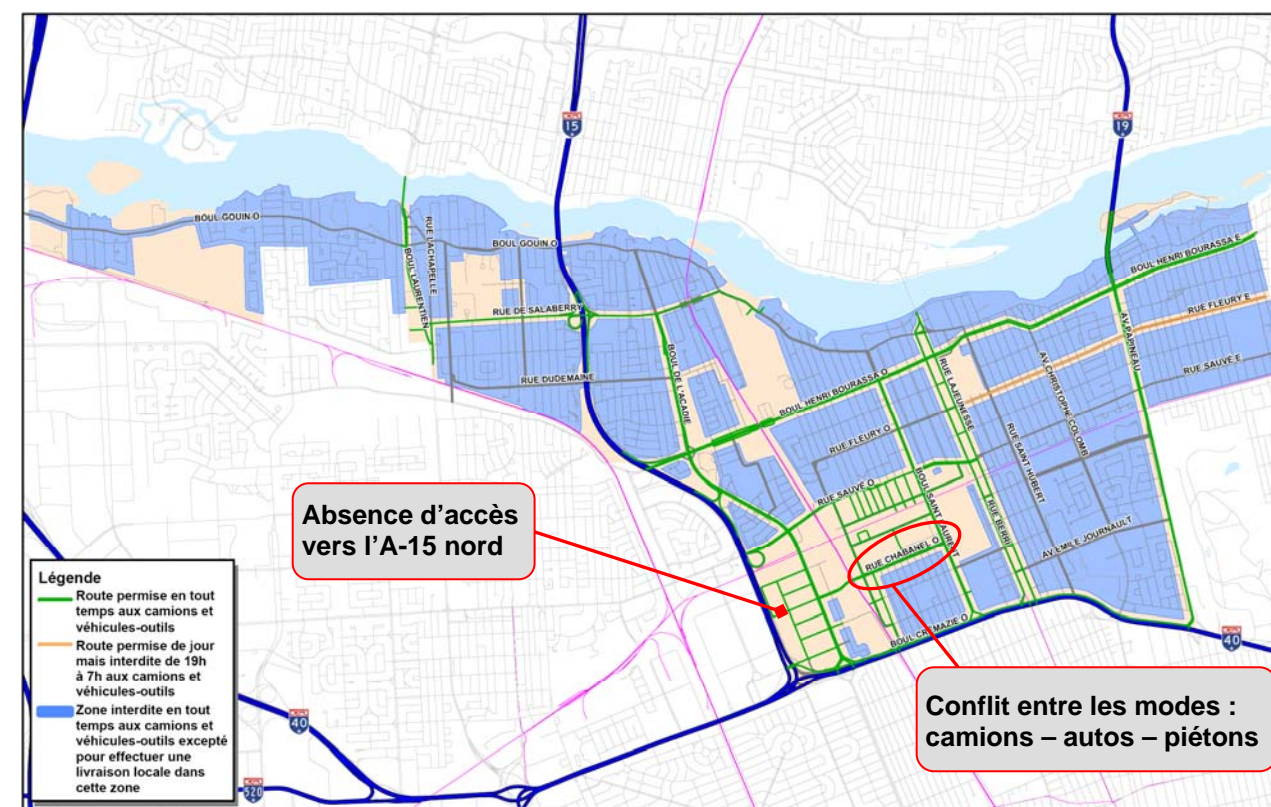 15
19
BOUL GOUIN O
RUE LACHAPELLE
BOUL GOUIN O
BOUL LAURENTIEN
BOUL HENRI BOURASSA E
RUE FLEURY E
RUE DE SALABERRY
AV PAPINEAU
RUE SAUVÉ E
RUE DUDEMAINE
BOUL DE L'ACADIE
AV CHRISTOPHE COLOMB
RUE LAJEUNESSE
BOUL HENRI BOURASSA O
RUE FLEURY O
RUE SAINT HUBERT
RUE SAUVÉ O
BOUL SAINT LAURENT
RUE BERRI
RUE CHABANEL O
AV EMILE JOURNAULT
BOUL CREMAZIE O
40
Absence d'accès
vers l'A-15 nord
Conflit entre les modes :
camions – autos – piétons
Légende
Route permise en tout
temps aux camions et
véhicules-outils
Route permise de jour
mais interdite de 19h
à 7h aux camions et
véhicules-outils
Zone interdite en tout
temps aux camions et
véhicules-outils excepté
pour effectuer une
livraison locale dans
cette zone
40
520